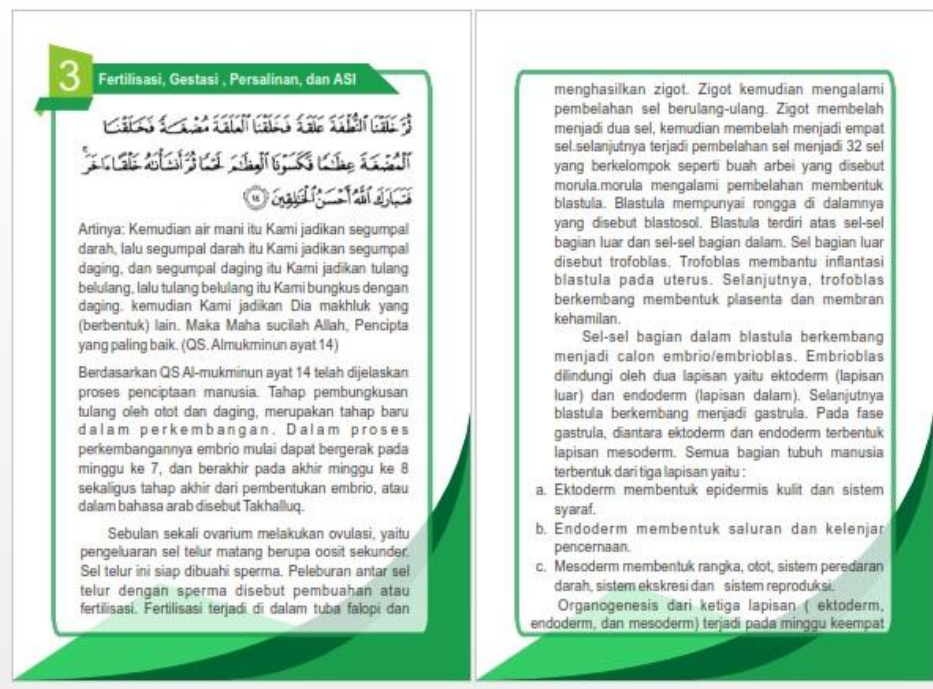 3
Fertilisasi, Gestasi , Persalinan, dan ASI
ثُمَّ خَلَقْنَا ٱلنُّطْفَةَ عَلَقَةً فَخَلَقْنَا ٱلْعَلَقَةَ مُضْغَةً فَخَلَقْنَا
ٱلْمُضْغَةَ عِظَٰمًا فَكَسَوْنَا ٱلْعِظَٰمَ لَحْمًا ثُمَّ أَنشَأْنَٰهُ خَلْقًا ءَاخَرَ ۚ
فَتَبَارَكَ ٱللَّهُ أَحْسَنُ ٱلْخَٰلِقِينَ ١٤
Artinya: Kemudian air mani itu Kami jadikan segumpal
darah, lalu segumpal darah itu Kami jadikan segumpal
daging, dan segumpal daging itu Kami jadikan tulang
belulang, lalu tulang belulang itu Kami bungkus dengan
daging. kemudian Kami jadikan Dia makhluk yang
(berbentuk) lain. Maka Maha sucilah Allah, Pencipta
yang paling baik. (QS. Almukminun ayat 14)
Berdasarkan QS Al-mukminun ayat 14 telah dijelaskan
proses penciptaan manusia. Tahap pembungkusan
tulang oleh otot dan daging, merupakan tahap baru
dalam perkembangan. Dalam proses
perkembangannya embrio mulai dapat bergerak pada
minggu ke 7, dan berakhir pada akhir minggu ke 8
sekaligus tahap akhir dari pembentukan embrio, atau
dalam bahasa arab disebut Takhalluq.
Sebulan sekali ovarium melakukan ovulasi, yaitu
pengeluaran sel telur matang berupa oosit sekunder.
Sel telur ini siap dibuahi sperma. Peleburan antar sel
telur dengan sperma disebut pembuahan atau
fertilisasi. Fertilisasi terjadi di dalam tuba falopi dan
menghasilkan zigot. Zigot kemudian mengalami
pembelahan sel berulang-ulang. Zigot membelah
menjadi dua sel, kemudian membelah menjadi empat
sel.selanjutnya terjadi pembelahan sel menjadi 32 sel
yang berkelompok seperti buah arbei yang disebut
morula.morula mengalami pembelahan membentuk
blastula. Blastula mempunyai rongga di dalamnya
yang disebut blastosol. Blastula terdiri atas sel-sel
bagian luar dan sel-sel bagian dalam. Sel bagian luar
disebut trofoblas. Trofoblas membantu inflantasi
blastula pada uterus. Selanjutnya, trofoblas
berkembang membentuk plasenta dan membran
kehamilan.
Sel-sel bagian dalam blastula berkembang
menjadi calon embrio/embrioblas. Embrioblas
dilindungi oleh dua lapisan yaitu ektoderm (lapisan
luar) dan endoderm (lapisan dalam). Selanjutnya
blastula berkembang menjadi gastrula. Pada fase
gastrula, diantara ektoderm dan endoderm terbentuk
lapisan mesoderm. Semua bagian tubuh manusia
terbentuk dari tiga lapisan yaitu :
a. Ektoderm membentuk epidermis kulit dan sistem
syaraf.
b. Endoderm membentuk saluran dan kelenjar
pencernaan.
c. Mesoderm membentuk rangka, otot, sistem peredaran
darah, sistem ekskresi dan sistem reproduksi.
Organogenesis dari ketiga lapisan ( ektoderm,
endoderm, dan mesoderm) terjadi pada minggu keempat